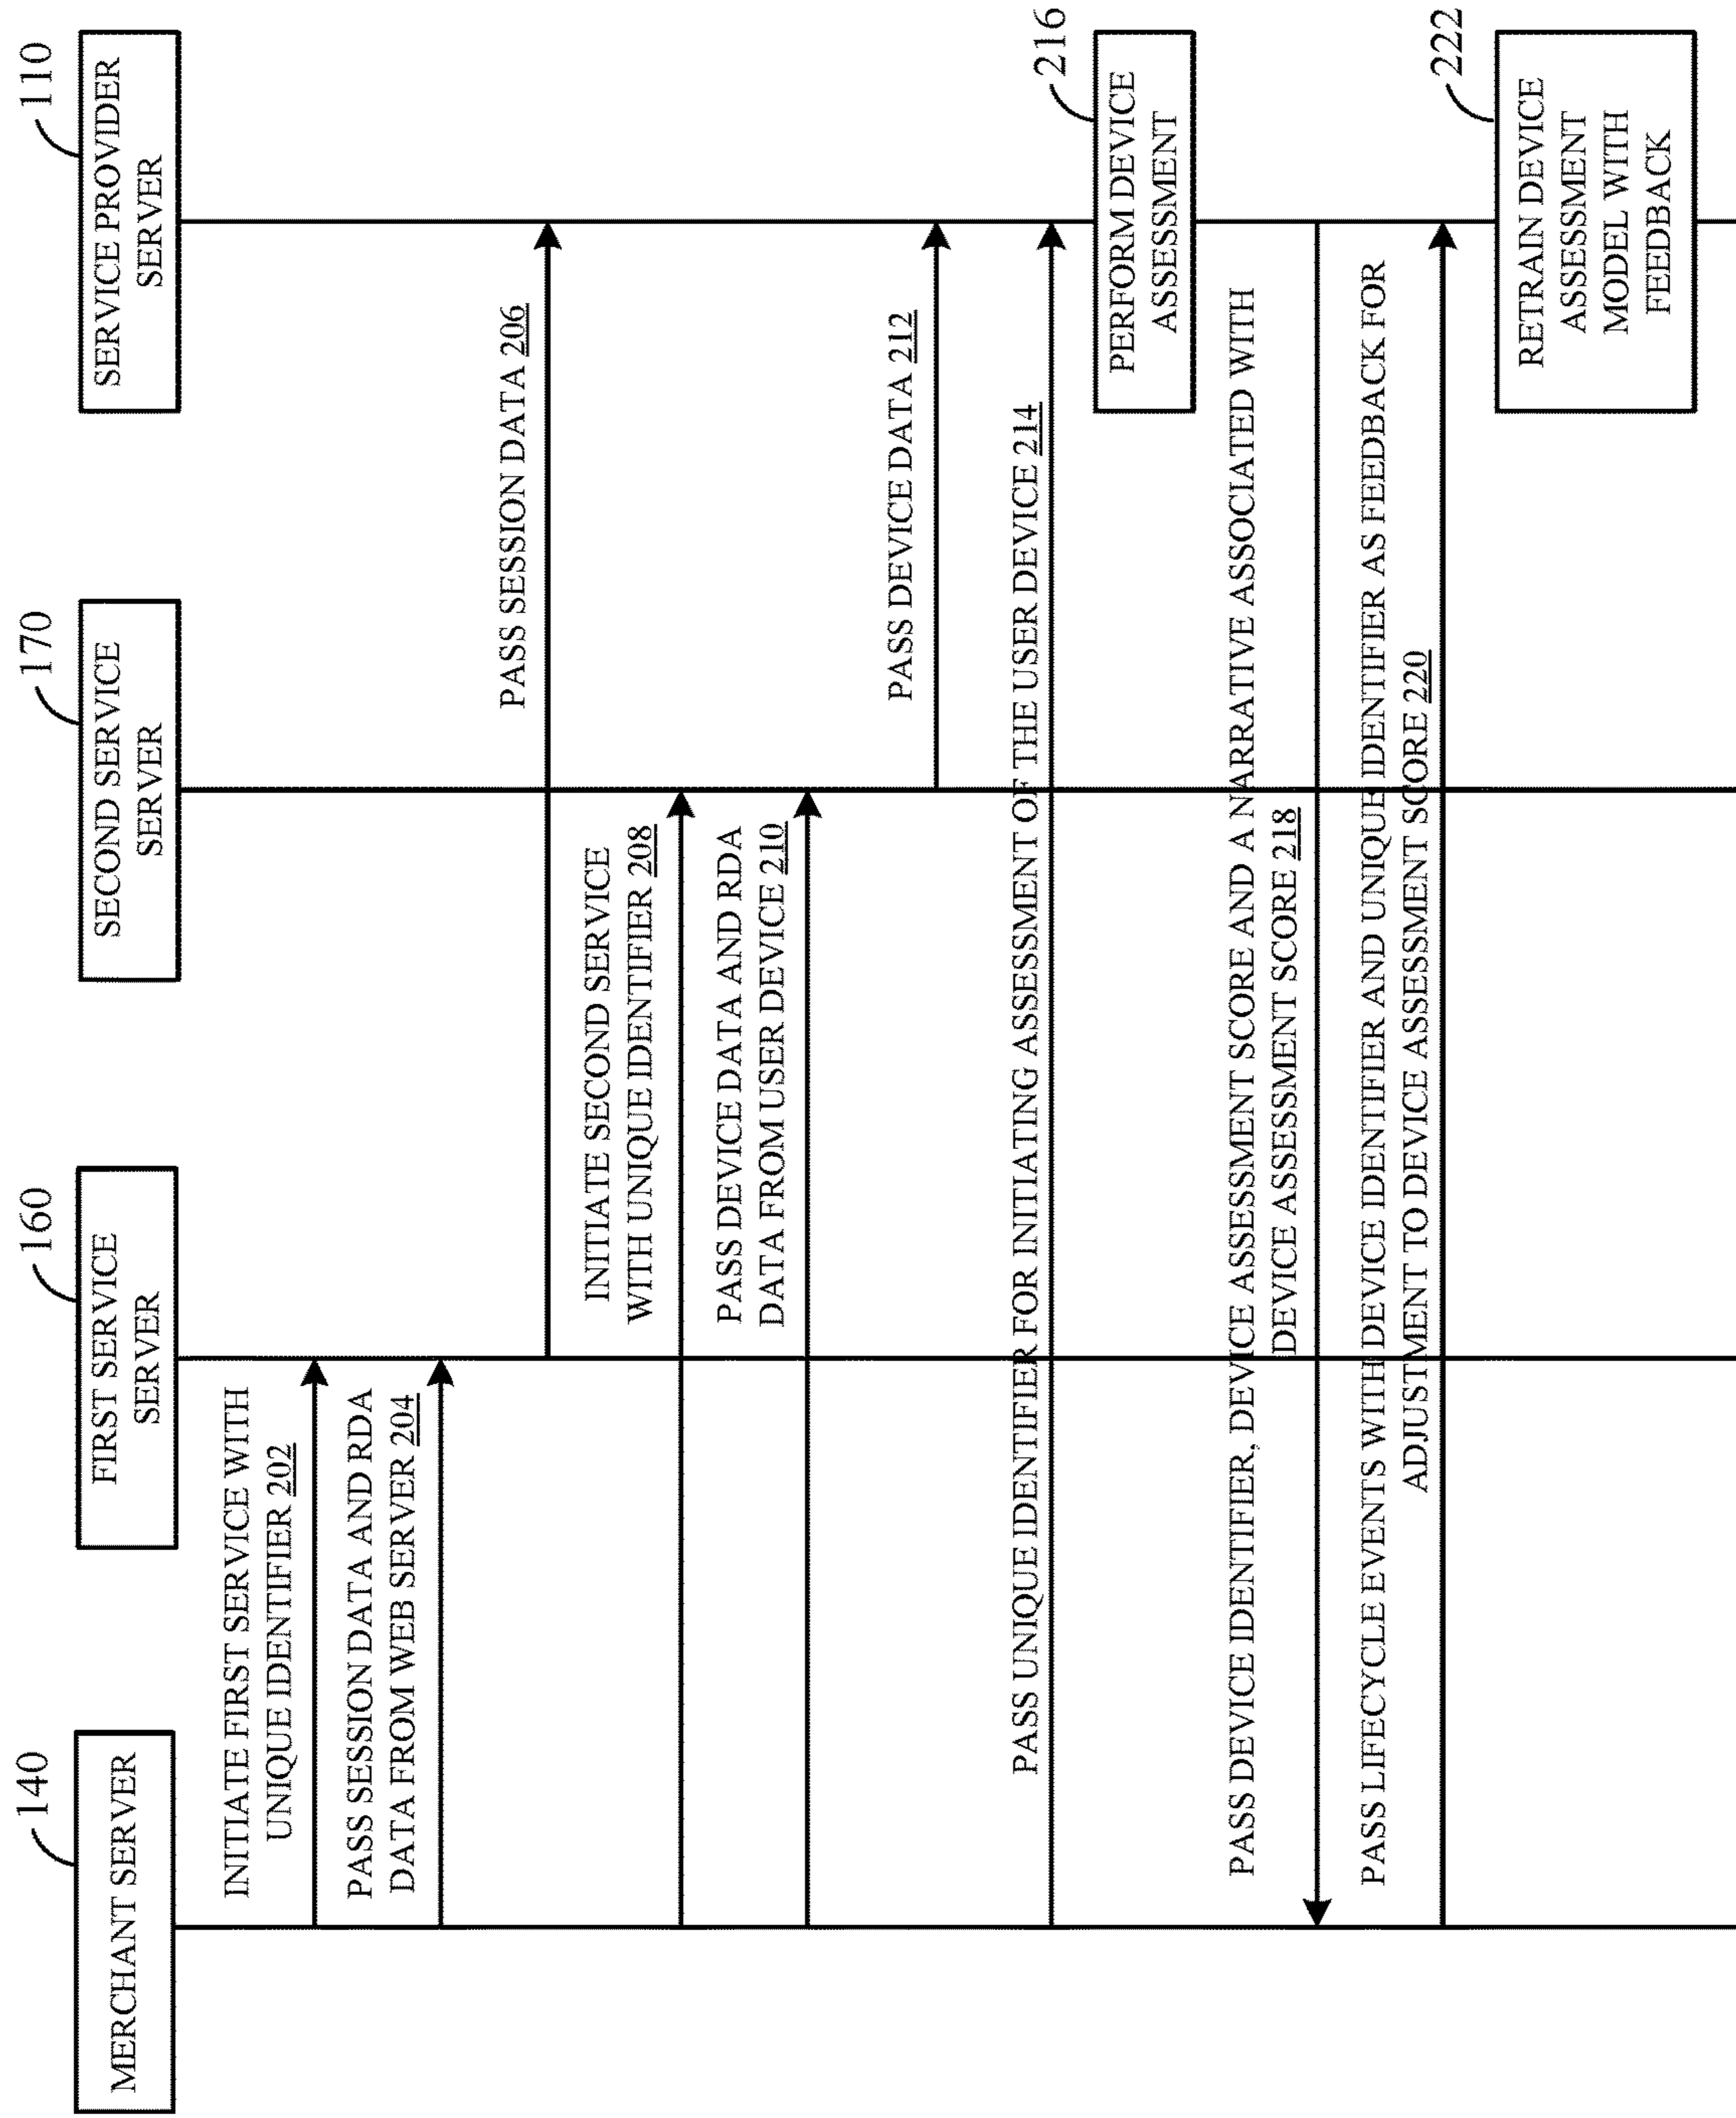 140
MERCHANT SERVER
160
FIRST SERVICE
SERVER
170
SECOND SERVICE
SERVER
110
SERVICE PROVIDER
SERVER
INITIATE FIRST SERVICE WITH
UNIQUE IDENTIFIER 202
PASS SESSION DATA AND RDA
DATA FROM WEB SERVER 204
PASS SESSION DATA 206
INITIATE SECOND SERVICE
WITH UNIQUE IDENTIFIER 208
PASS DEVICE DATA AND RDA
DATA FROM USER DEVICE 210
PASS DEVICE DATA 212
PASS UNIQUE IDENTIFIER FOR INITIATING ASSESSMENT OF THE USER DEVICE 214
216
PERFORM DEVICE
ASSESSMENT
PASS DEVICE IDENTIFIER, DEVICE ASSESSMENT SCORE AND A NARRATIVE ASSOCIATED WITH
DEVICE ASSESSMENT SCORE 218
PASS LIFECYCLE EVENTS WITH DEVICE IDENTIFIER AND UNIQUE IDENTIFIER AS FEEDBACK FOR
ADJUSTMENT TO DEVICE ASSESSMENT SCORE 220
222
RETRAIN DEVICE
ASSESSMENT
MODEL WITH
FEEDBACK